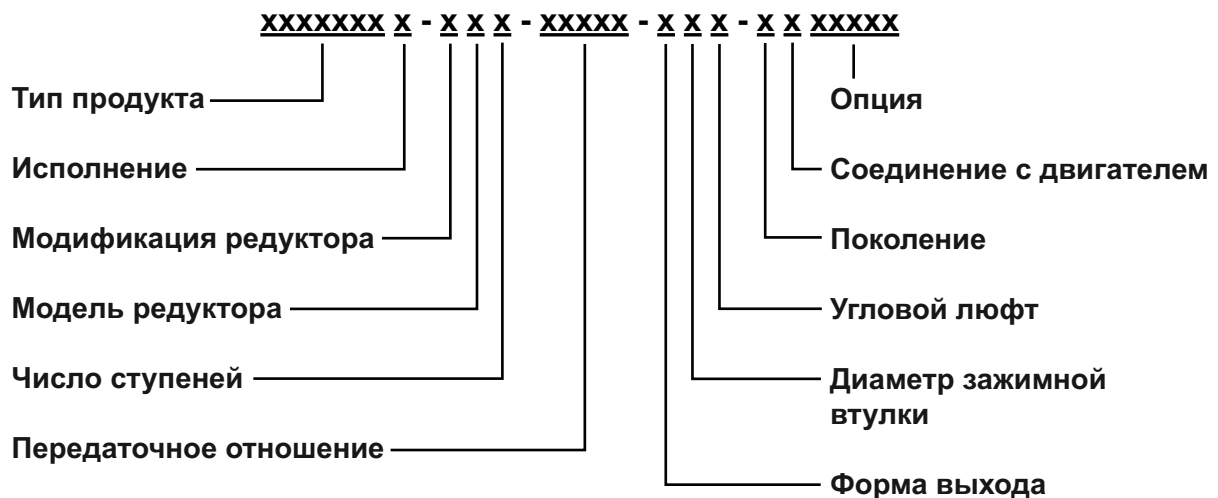 xxxxxxx x - x x x - xxxxx - x x x - x x xxxxx
Тип продукта
Исполнение
Модификация редуктора
Модель редуктора
Число ступеней
Передаточное отношение
Опция
Соединение с двигателем
Поколение
Угловой люфт
Диаметр зажимной
втулки
Форма выхода